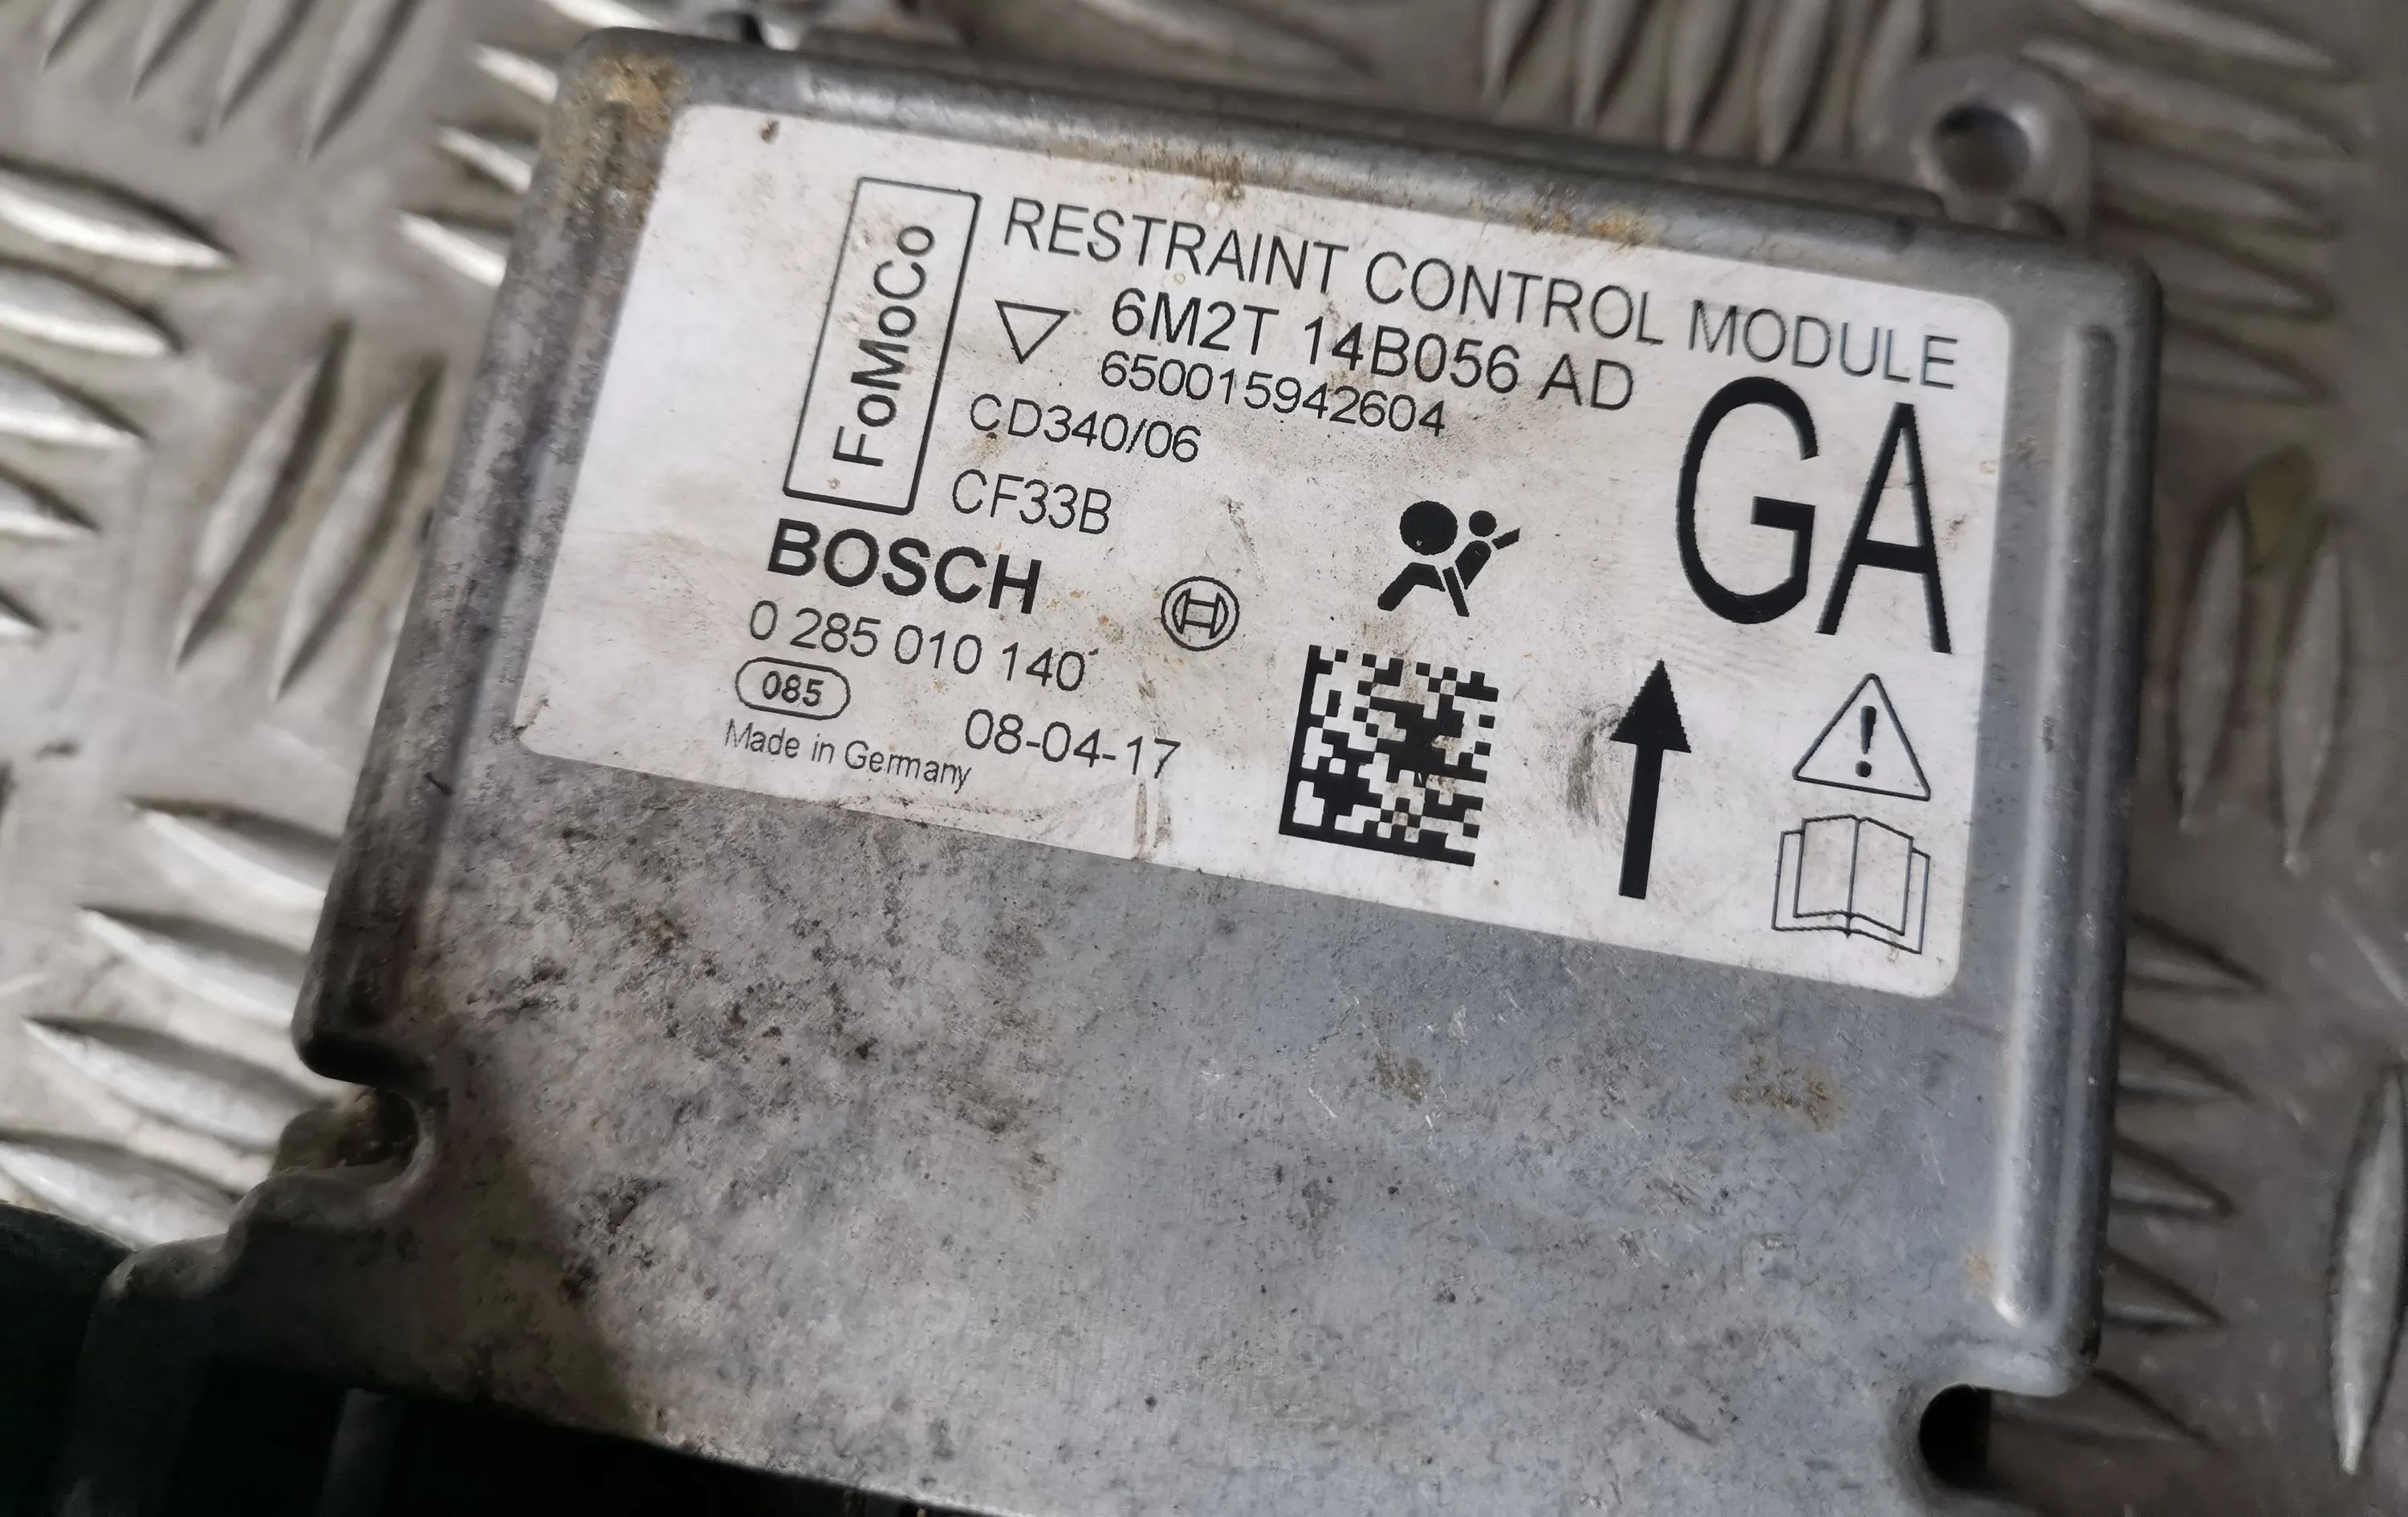 FoMoCo
RESTRAINT CONTROL MODULE
6M2T 14B056 AD
650015942604
CD340/06
GA
CF33B
BOSCH
0 285 010 140
085
08-04-17
Made in Germany